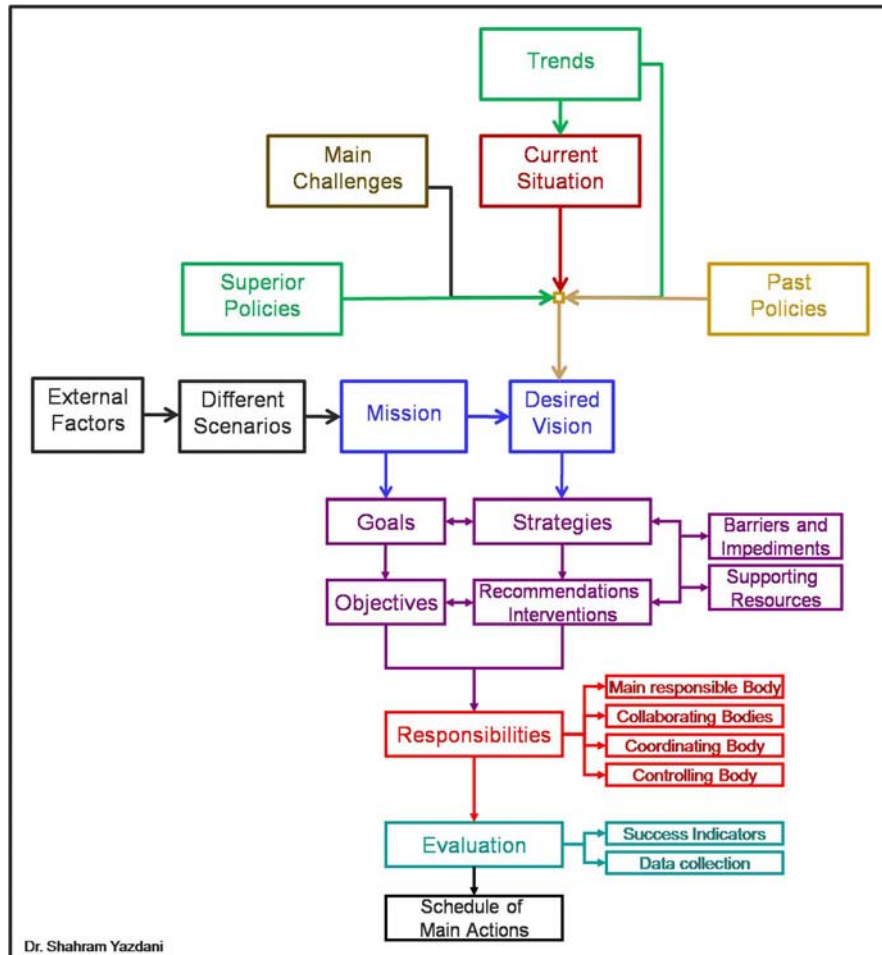 Trends
Main
Challenges
Current
Situation
Superior
Policies
Past
Policies
External
Factors
Different
Scenarios
Mission
Desired
Vision
Goals
Strategies
Barriers and
Impediments
Supporting
Resources
Objectives
Recommendations
Interventions
Responsibilities
Main responsible Body
Collaborating Bodies
Coordinating Body
Controlling Body
Evaluation
Success Indicators
Data collection
Schedule of
Main Actions
Dr. Shahram Yazdani